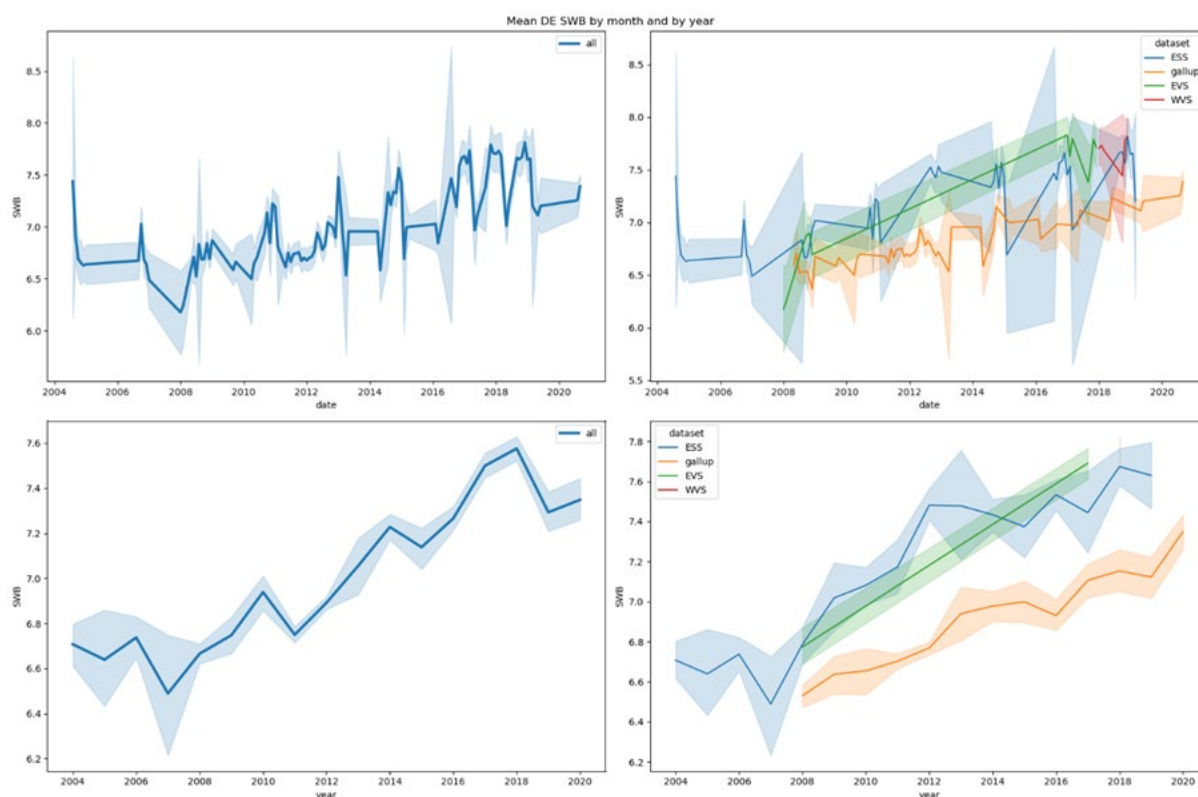 Mean DE SWB by month and by year
all
8.5
8.0
7.5
7.0
6.5
6.0
SWB
2004 2006 2008 2010 2012 2014 2016 2018 2020
date
dataset
ESS
gallup
EVS
WVS
8.5
8.0
7.5
7.0
6.5
6.0
5.5
SWB
2004 2006 2008 2010 2012 2014 2016 2018 2020
date
all
7.6
7.4
7.2
7.0
6.8
6.6
6.4
6.2
SWB
2004 2006 2008 2010 2012 2014 2016 2018 2020
year
dataset
ESS
gallup
EVS
WVS
7.8
7.6
7.4
7.2
7.0
6.8
6.6
6.4
6.2
SWB
2004 2006 2008 2010 2012 2014 2016 2018 2020
year